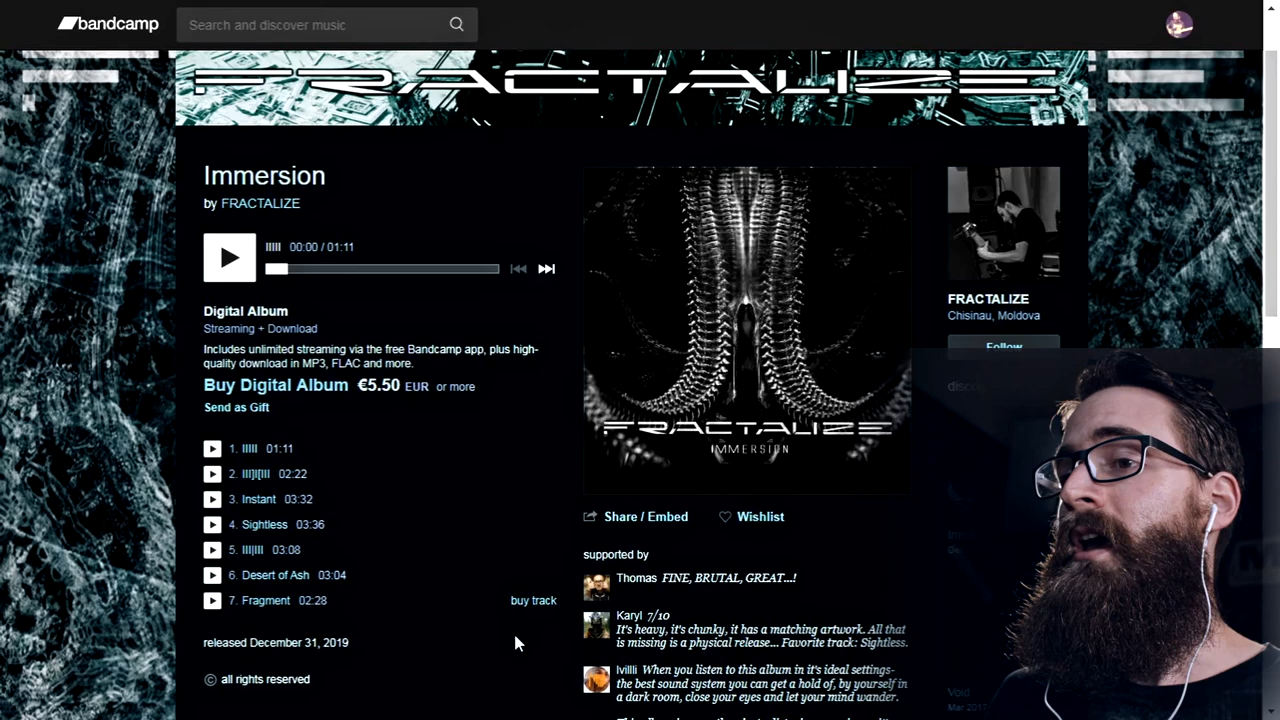 bandcamp
Search and discover music
FRACTALIZE
Immersion
by FRACTALIZE
00:00 / 01:11
Digital Album
Streaming + Download
Includes unlimited streaming via the free Bandcamp app, plus high-
quality download in MP3, FLAC and more.
Buy Digital Album €5.50 EUR or more
Send as Gift
1. IIIII 01:11
2. III]I[III 02:22
3. Instant 03:32
4. Sightless 03:36
5. III|III 03:08
6. Desert of Ash 03:04
7. Fragment 02:28 buy track
released December 31, 2019
© all rights reserved
FRACTALIZE
IMMERSION
Share / Embed
Wishlist
supported by
Thomas FINE, BRUTAL, GREAT...!
Karyl 7/10
It's heavy, it's chunky, it has a matching artwork. All that
is missing is a physical release... Favorite track: Sightless.
When you listen to this album in it's ideal settings-
the best sound system you can get a hold of, by yourself in
a dark room, close your eyes and let your mind wander.
FRACTALIZE
Chisinau, Moldova
Follow
Void
Mar 2017